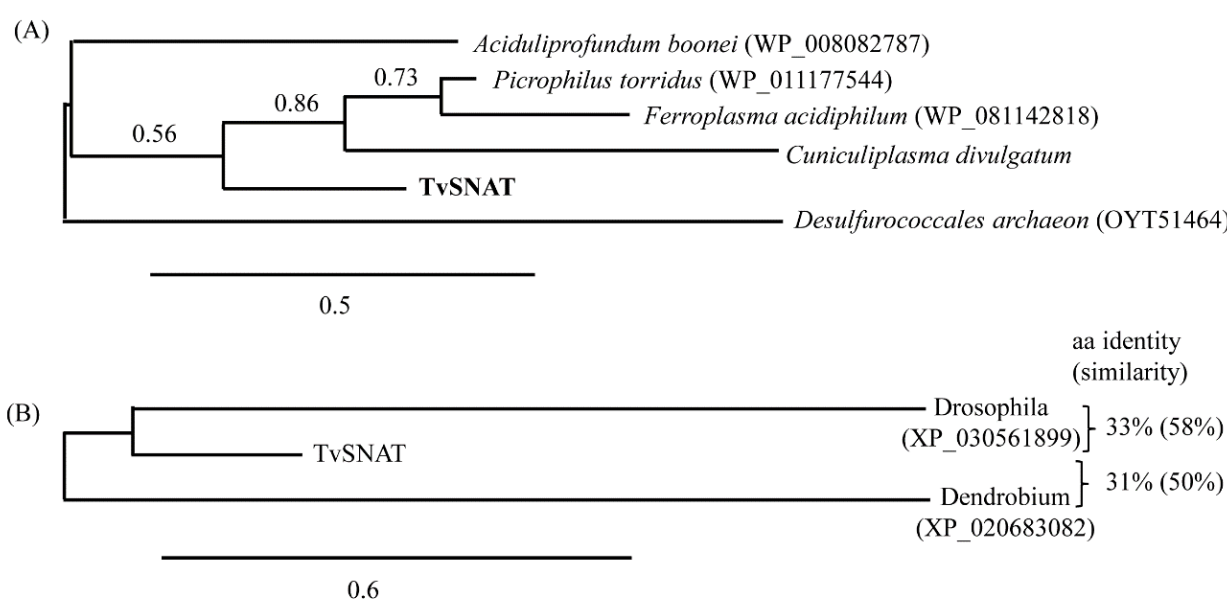 (A)
Aciduliprofundum boonei (WP_008082787)
0.73
Picrophilus torridus (WP_011177544)
0.86
Ferroplasma acidiphilum (WP_081142818)
0.56
Cuniculiplasma divulgatum
TvSNAT
Desulfurococcales archaeon (OYT51464)
0.5
aa identity
(similarity)
(B)
Drosophila
(XP_030561899)
33% (58%)
TvSNAT
31% (50%)
Dendrobium
(XP_020683082)
0.6